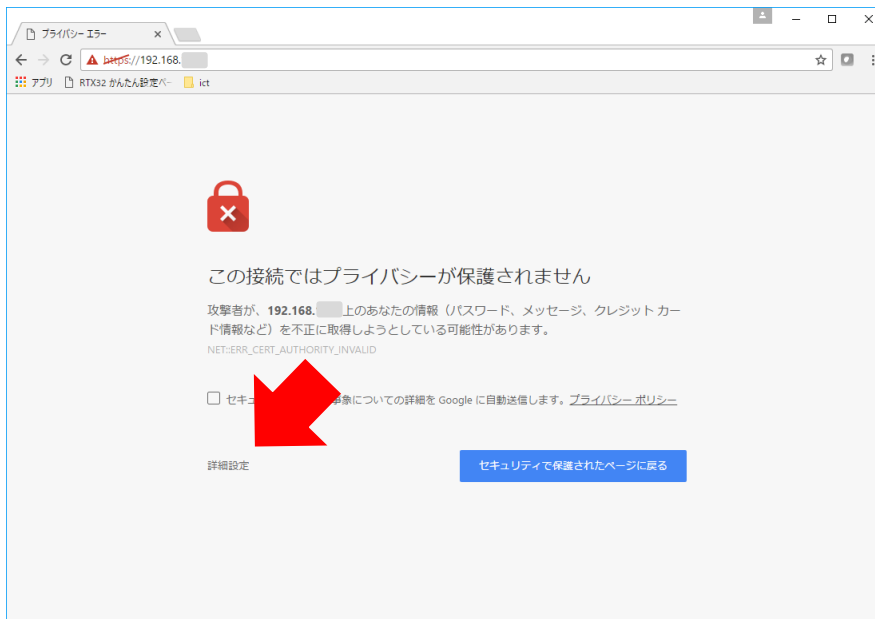 プライバシー エラー
https://192.168.
アプリ RTX32 かんたん設定ペー ict
この接続ではプライバシーが保護されません
攻撃者が、192.168. 上のあなたの情報（パスワード、メッセージ、クレジット カー
ド情報など）を不正に取得しようとしている可能性があります。
NET::ERR_CERT_AUTHORITY_INVALID
セキュ 事象についての詳細を Google に自動送信します。プライバシー ポリシー
詳細設定 セキュリティで保護されたページに戻る